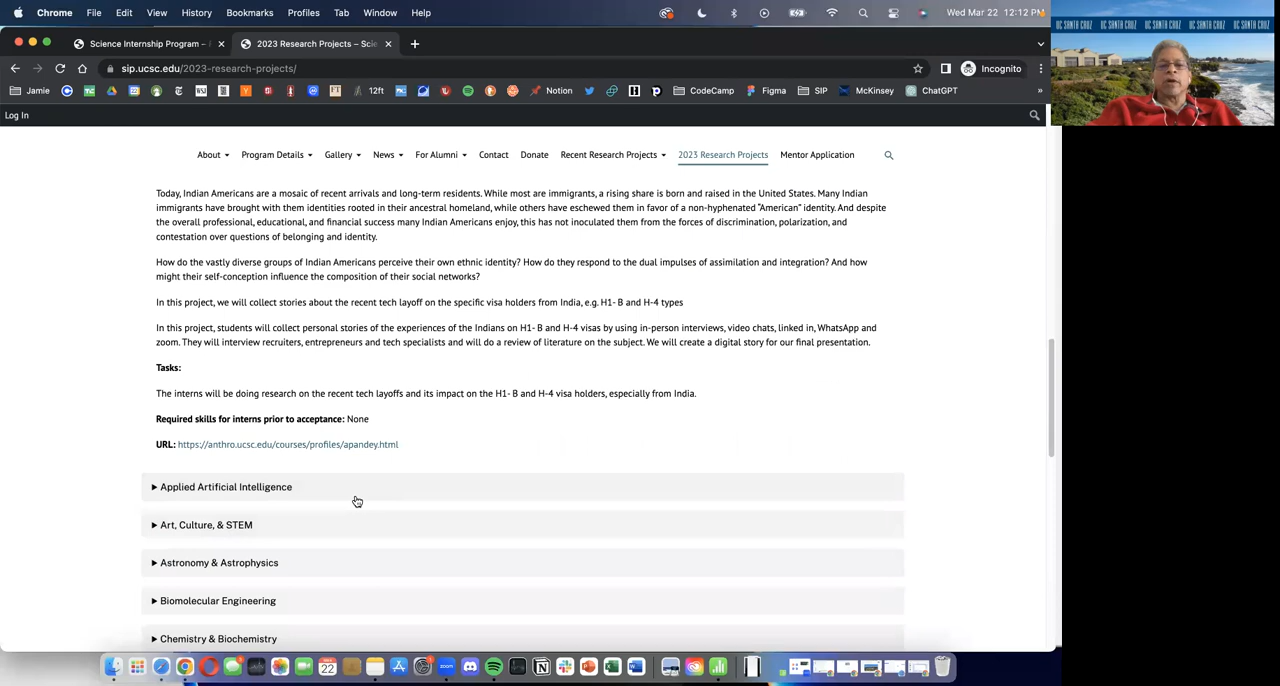 Chrome File Edit View History Bookmarks Profiles Tab Window Help Wed Mar 22 12:12 PM
UC SANTA CRUZ UC SANTA CRUZ UC SANTA CRUZ UC SANTA CRUZ UC SANTA CRUZ
Science Internship Program – 2023 Research Projects – Scie
sip.ucsc.edu/2023-research-projects/ Incognito
Jamie 12ft Notion CodeCamp Figma SIP McKinsey ChatGPT »
Log In
About Program Details Gallery News For Alumni Contact Donate Recent Research Projects 2023 Research Projects Mentor Application
Today, Indian Americans are a mosaic of recent arrivals and long-term residents. While most are immigrants, a rising share is born and raised in the United States. Many Indian
immigrants have brought with them identities rooted in their ancestral homeland, while others have eschewed them in favor of a non-hyphenated “American” identity. And despite
the overall professional, educational, and financial success many Indian Americans enjoy, this has not inoculated them from the forces of discrimination, polarization, and
contestation over questions of belonging and identity.
How do the vastly diverse groups of Indian Americans perceive their own ethnic identity? How do they respond to the dual impulses of assimilation and integration? And how
might their self-conception influence the composition of their social networks?
In this project, we will collect stories about the recent tech layoff on the specific visa holders from India, e.g. H1- B and H-4 types
In this project, students will collect personal stories of the experiences of the Indians on H1- B and H-4 visas by using in-person interviews, video chats, linked in, WhatsApp and
zoom. They will interview recruiters, entrepreneurs and tech specialists and will do a review of literature on the subject. We will create a digital story for our final presentation.
Tasks:
The interns will be doing research on the recent tech layoffs and its impact on the H1- B and H-4 visa holders, especially from India.
Required skills for interns prior to acceptance: None
URL: https://anthro.ucsc.edu/courses/profiles/apandey.html
Applied Artificial Intelligence
Art, Culture, & STEM
Astronomy & Astrophysics
Biomolecular Engineering
Chemistry & Biochemistry